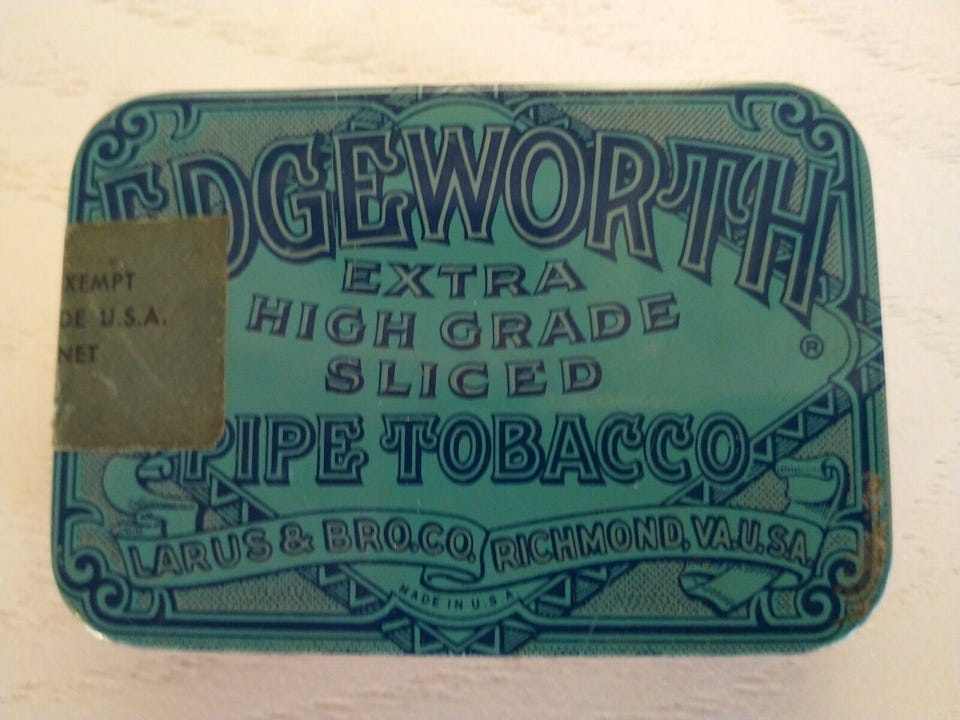 EDGEWORTH
EXTRA
HIGH GRADE
SLICED
®
PIPE TOBACCO
LARUS & BRO. CO. RICHMOND, VA. U.S.A.
MADE IN U.S.A.
XEMPT
DE U.S.A.
NET